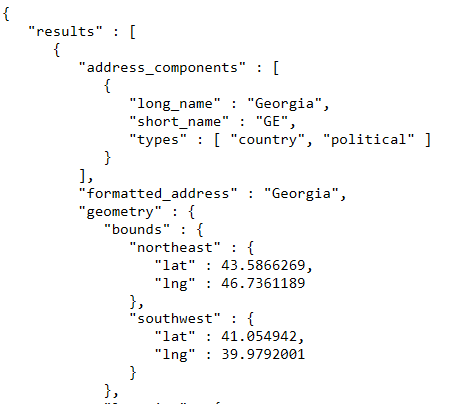 {
"results" : [
{
"address_components" : [
{
"long_name" : "Georgia",
"short_name" : "GE",
"types" : [ "country", "political" ]
}
],
"formatted_address" : "Georgia",
"geometry" : {
"bounds" : {
"northeast" : {
"lat" : 43.5866269,
"lng" : 46.7361189
},
"southwest" : {
"lat" : 41.054942,
"lng" : 39.9792001
}
},